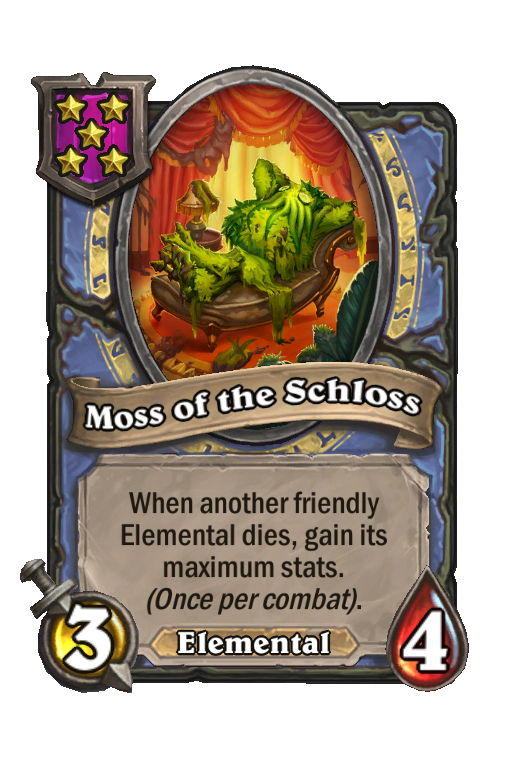 Moss of the Schloss
When another friendly
Elemental dies, gain its
maximum stats.
(Once per combat).
3
Elemental
4